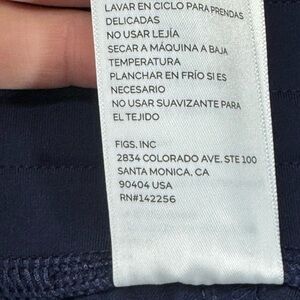 LAVAR EN CICLO PARA PRENDAS
DELICADAS
NO USAR LEJÍA
SECAR A MÁQUINA A BAJA
TEMPERATURA
PLANCHAR EN FRÍO SI ES
NECESARIO
NO USAR SUAVIZANTE PARA
EL TEJIDO
FIGS, INC
2834 COLORADO AVE. STE 100
SANTA MONICA, CA
90404 USA
RN#142256